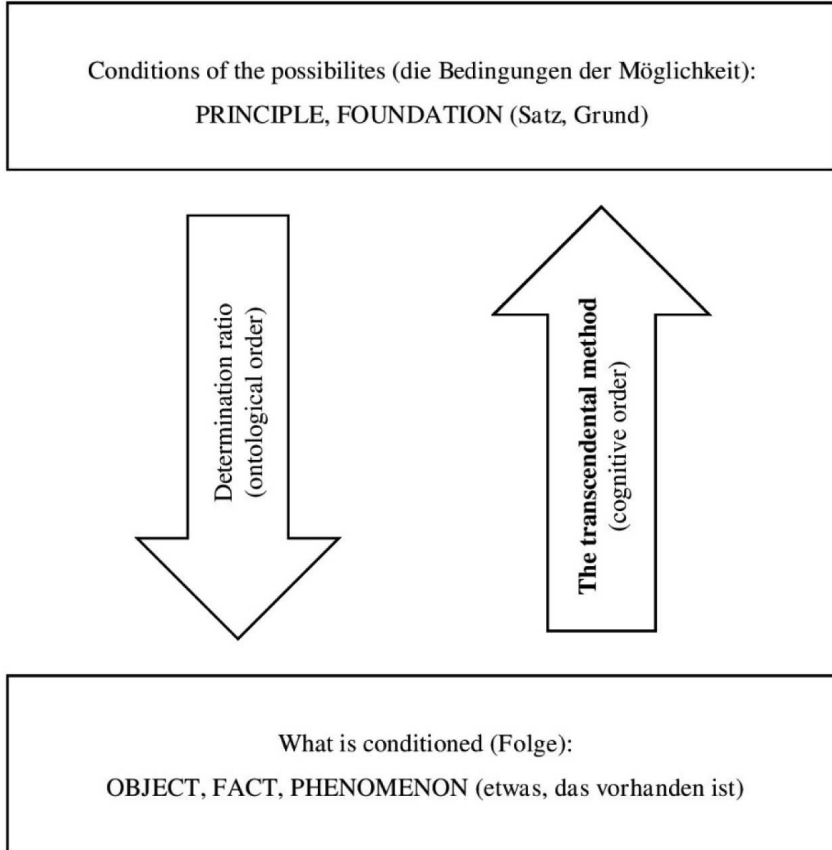 Conditions of the possibilites (die Bedingungen der Möglichkeit):
PRINCIPLE, FOUNDATION (Satz, Grund)
Determination ratio
(ontological order)
The transcendental method
(cognitive order)
What is conditioned (Folge):
OBJECT, FACT, PHENOMENON (etwas, das vorhanden ist)